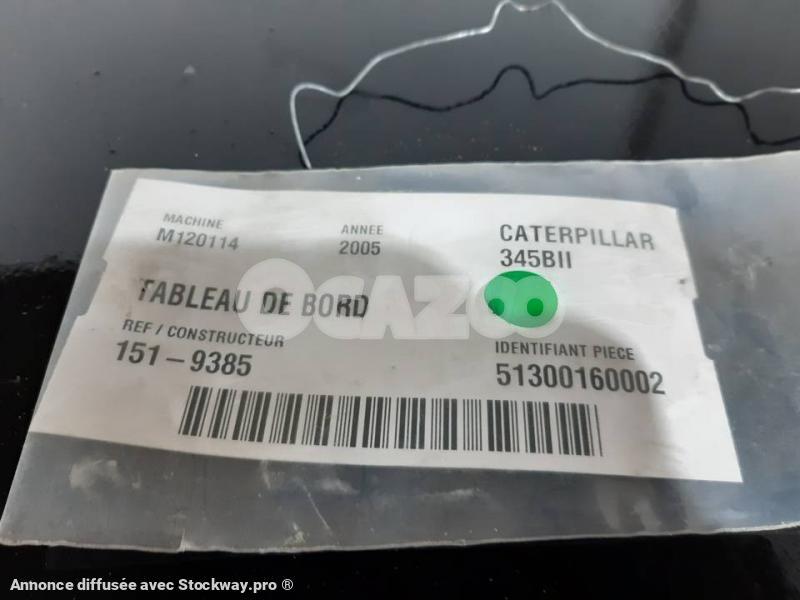 MACHINE
M120114
ANNEE
2005
CATERPILLAR
345BII
TABLEAU DE BORD
OCAZOO
REF / CONSTRUCTEUR
151-9385
IDENTIFIANT PIECE
51300160002
Annonce diffusée avec Stockway.pro ®